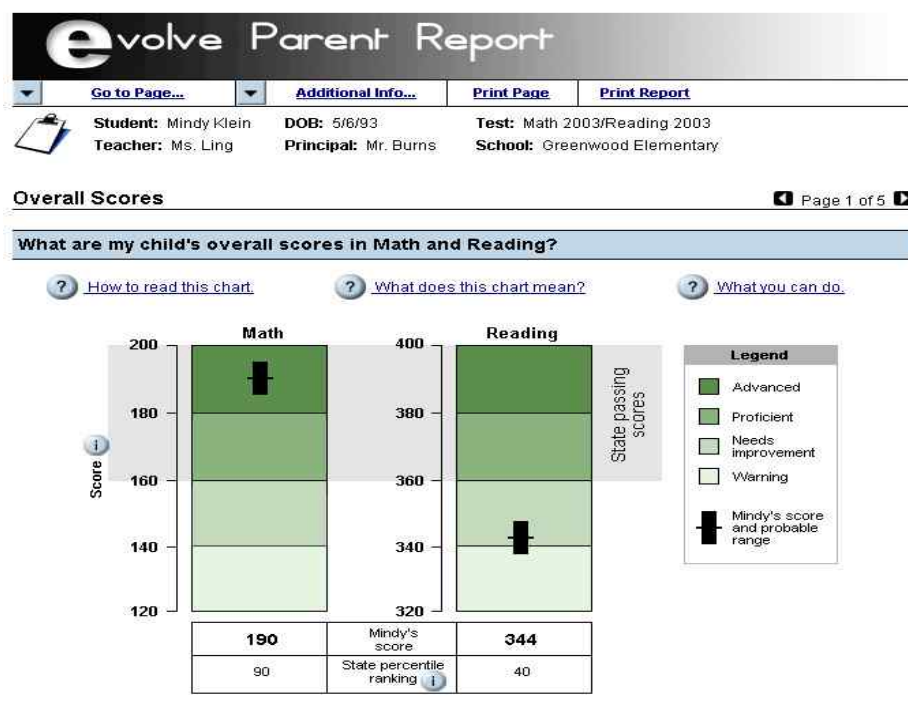 evolve Parent Report
Go to Page... Additional Info... Print Page Print Report
Student: Mindy Klein DOB: 5/6/93 Test: Math 2003/Reading 2003
Teacher: Ms. Ling Principal: Mr. Burns School: Greenwood Elementary
Overall Scores Page 1 of 5
What are my child's overall scores in Math and Reading?
? How to read this chart. ? What does this chart mean? ? What you can do.
Math Reading
200 400
180 380
160 360
140 340
120 320
Score i
State passing
scores
Legend
Advanced
Proficient
Needs
improvement
Warning
Mindy's score
and probable
range
190 Mindy's
score 344
90 State percentile
ranking i 40